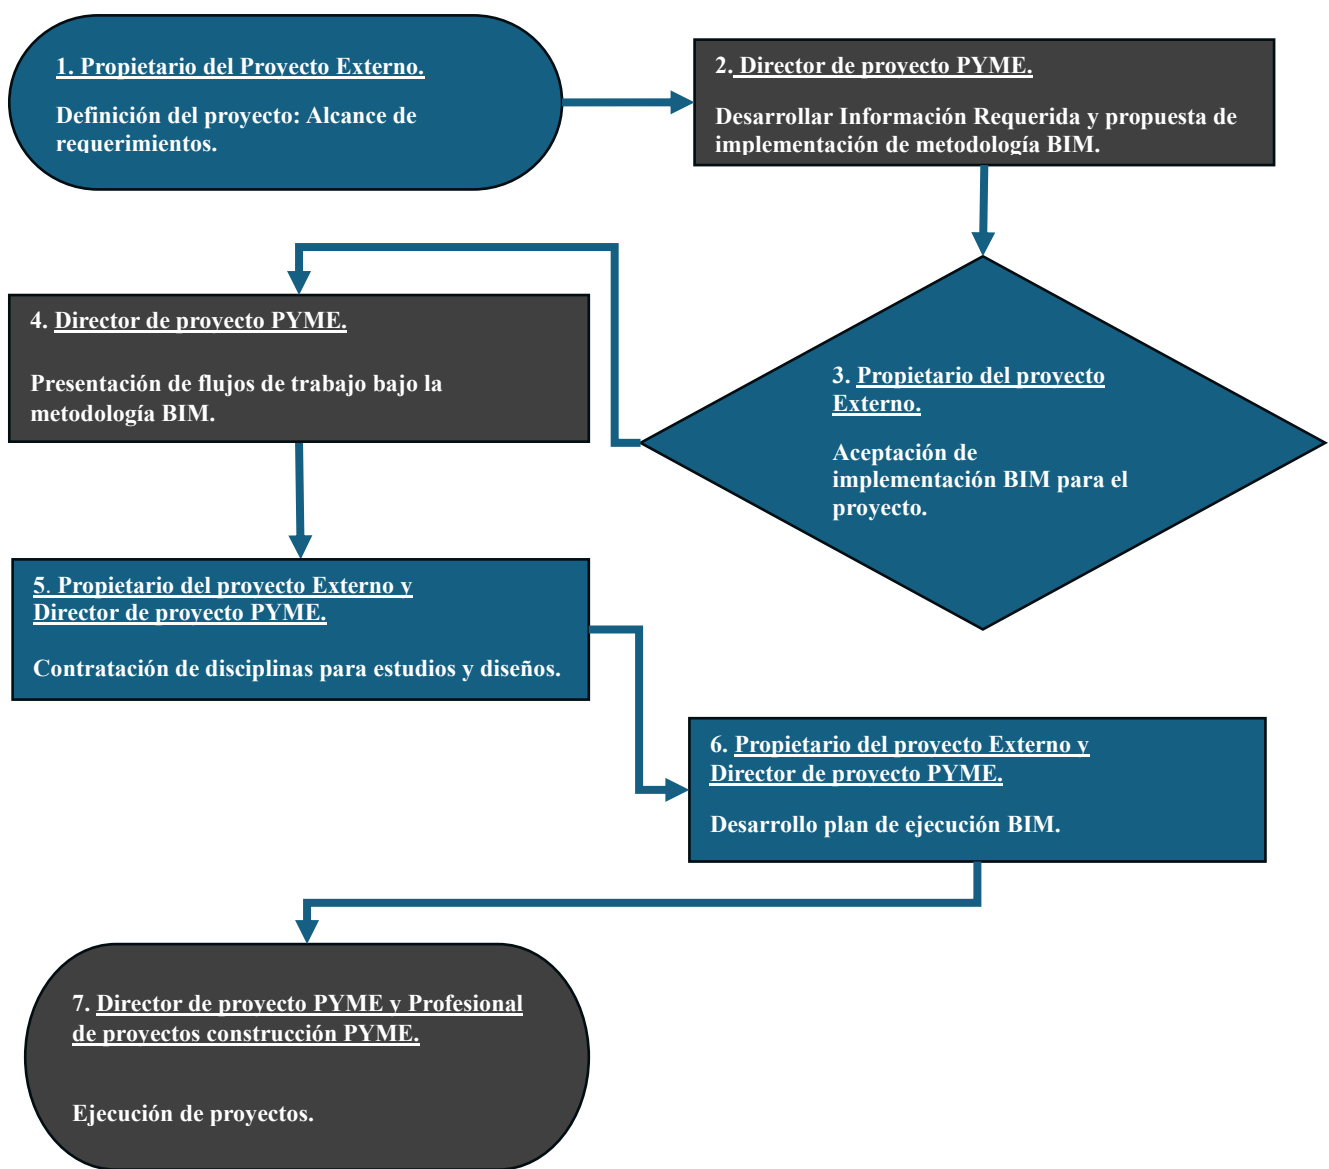 1. Propietario del Proyecto Externo.
Definición del proyecto: Alcance de
requerimientos.
2. Director de proyecto PYME.
Desarrollar Información Requerida y propuesta de
implementación de metodología BIM.
3. Propietario del proyecto
Externo.
Aceptación de
implementación BIM para el
proyecto.
4. Director de proyecto PYME.
Presentación de flujos de trabajo bajo la
metodología BIM.
5. Propietario del proyecto Externo y
Director de proyecto PYME.
Contratación de disciplinas para estudios y diseños.
6. Propietario del proyecto Externo y
Director de proyecto PYME.
Desarrollo plan de ejecución BIM.
7. Director de proyecto PYME y Profesional
de proyectos construcción PYME.
Ejecución de proyectos.